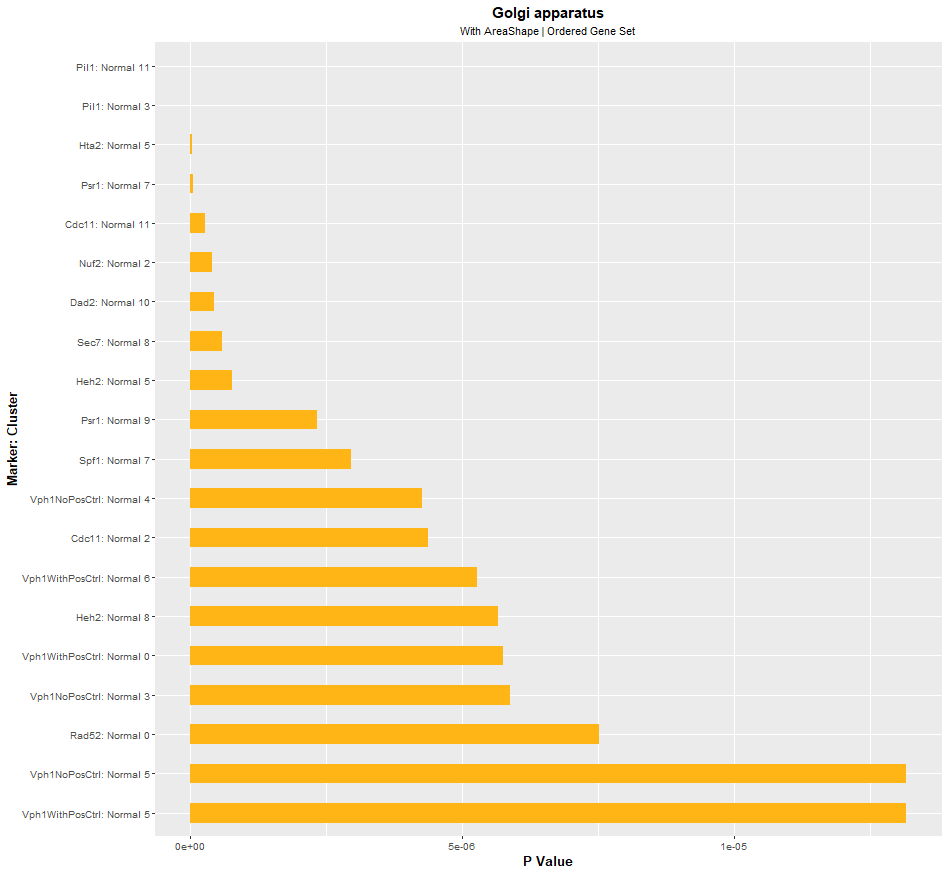 Golgi apparatus
With AreaShape | Ordered Gene Set
Marker: Cluster
Pil1: Normal 11
Pil1: Normal 3
Hta2: Normal 5
Psr1: Normal 7
Cdc11: Normal 11
Nuf2: Normal 2
Dad2: Normal 10
Sec7: Normal 8
Heh2: Normal 5
Psr1: Normal 9
Spf1: Normal 7
Vph1NoPosCtrl: Normal 4
Cdc11: Normal 2
Vph1WithPosCtrl: Normal 6
Heh2: Normal 8
Vph1WithPosCtrl: Normal 0
Vph1NoPosCtrl: Normal 3
Rad52: Normal 0
Vph1NoPosCtrl: Normal 5
Vph1WithPosCtrl: Normal 5
0e+00 5e-06 1e-05
P Value